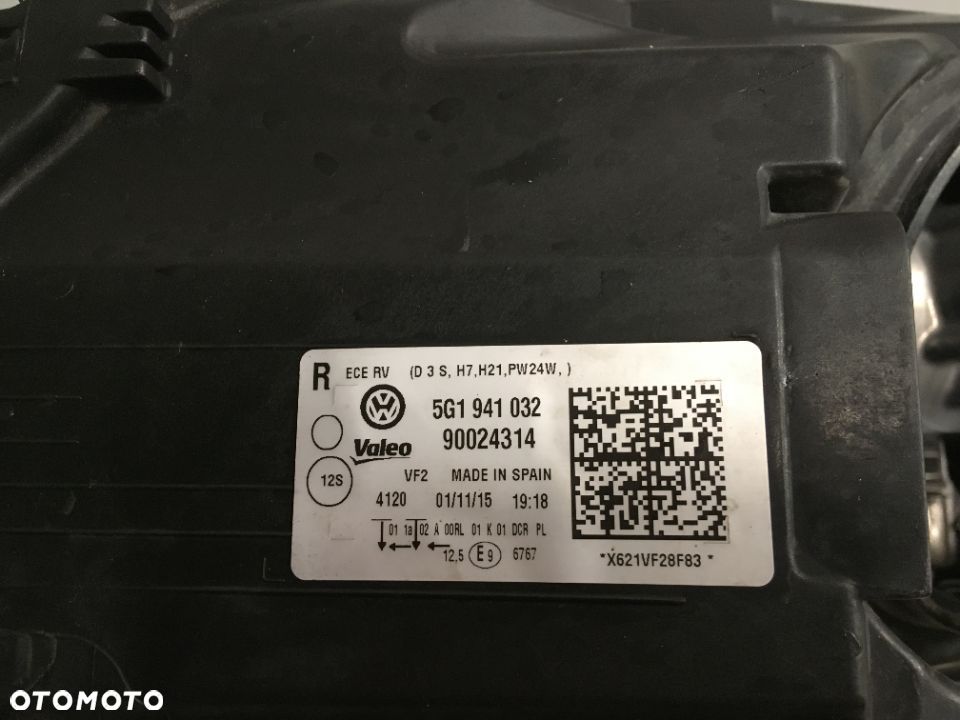 R ECE RV (D 3 S, H7,H21,PW24W, )
5G1 941 032
Valeo 90024314
12S VF2 MADE IN SPAIN
4120 01/11/15 19:18
01 1a 02 A 00RL 01 K 01 DCR PL
12,5 E9 6767
*X621VF28F83 *
OTOMOTO